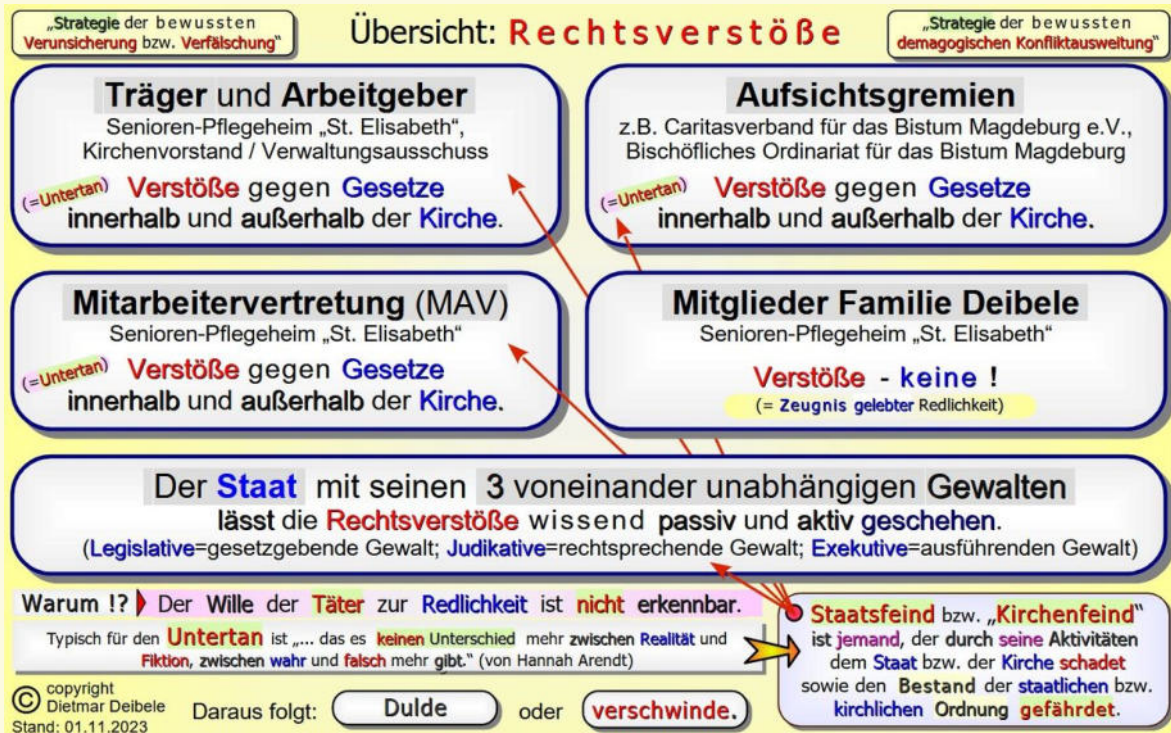 „Strategie der bewussten
Verunsicherung bzw. Verfälschung“
Übersicht: Rechtsverstöße
„Strategie der bewussten
demagogischen Konfliktausweitung“
Träger und Arbeitgeber
Senioren-Pflegeheim „St. Elisabeth“,
Kirchenvorstand / Verwaltungsausschuss
(=Untertan) Verstöße gegen Gesetze
innerhalb und außerhalb der Kirche.
Aufsichtsgremien
z.B. Caritasverband für das Bistum Magdeburg e.V.,
Bischöfliches Ordinariat für das Bistum Magdeburg
(=Untertan) Verstöße gegen Gesetze
innerhalb und außerhalb der Kirche.
Mitarbeitervertretung (MAV)
Senioren-Pflegeheim „St. Elisabeth“
(=Untertan) Verstöße gegen Gesetze
innerhalb und außerhalb der Kirche.
Mitglieder Familie Deibele
Senioren-Pflegeheim „St. Elisabeth“
Verstöße - keine !
(= Zeugnis gelebter Redlichkeit)
Der Staat mit seinen 3 voneinander unabhängigen Gewalten
lässt die Rechtsverstöße wissend passiv und aktiv geschehen.
(Legislative=gesetzgebende Gewalt; Judikative=rechtsprechende Gewalt; Exekutive=ausführenden Gewalt)
Warum !? Der Wille der Täter zur Redlichkeit ist nicht erkennbar.
Typisch für den Untertan ist „... das es keinen Unterschied mehr zwischen Realität und
Fiktion, zwischen wahr und falsch mehr gibt.“ (von Hannah Arendt)
Staatsfeind bzw. „Kirchenfeind“
ist jemand, der durch seine Aktivitäten
dem Staat bzw. der Kirche schadet
sowie den Bestand der staatlichen bzw.
kirchlichen Ordnung gefährdet.
© copyright
Dietmar Deibele
Stand: 01.11.2023
Daraus folgt: Dulde oder verschwinde.